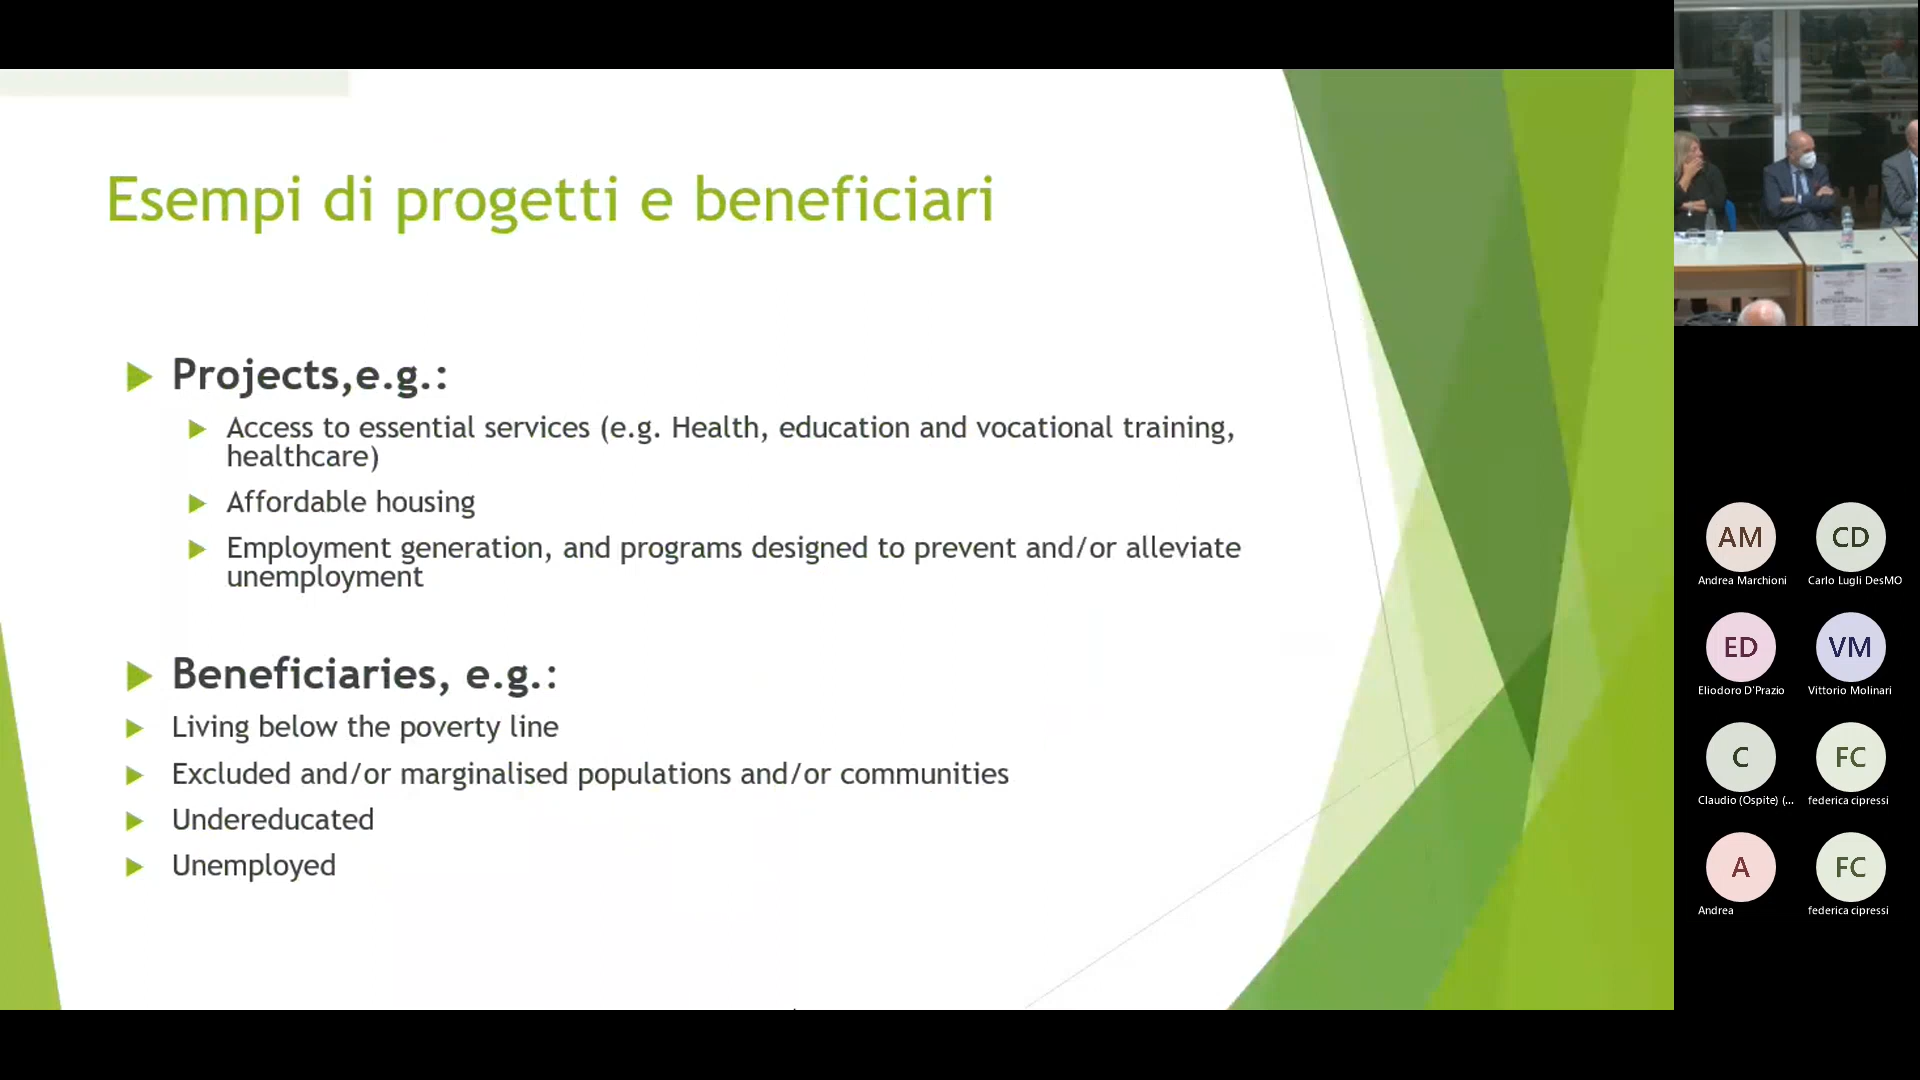 Esempi di progetti e beneficiari
Projects,e.g.:
Access to essential services (e.g. Health, education and vocational training,
healthcare)
Affordable housing
Employment generation, and programs designed to prevent and/or alleviate
unemployment
Beneficiaries, e.g.:
Living below the poverty line
Excluded and/or marginalised populations and/or communities
Undereducated
Unemployed
AM
Andrea Marchioni
CD
Carlo Lugli DesMO
ED
Eliodoro D'Prazio
VM
Vittorio Molinari
C
Claudio (Ospite) (...
FC
federica cipressi
A
Andrea
FC
federica cipressi